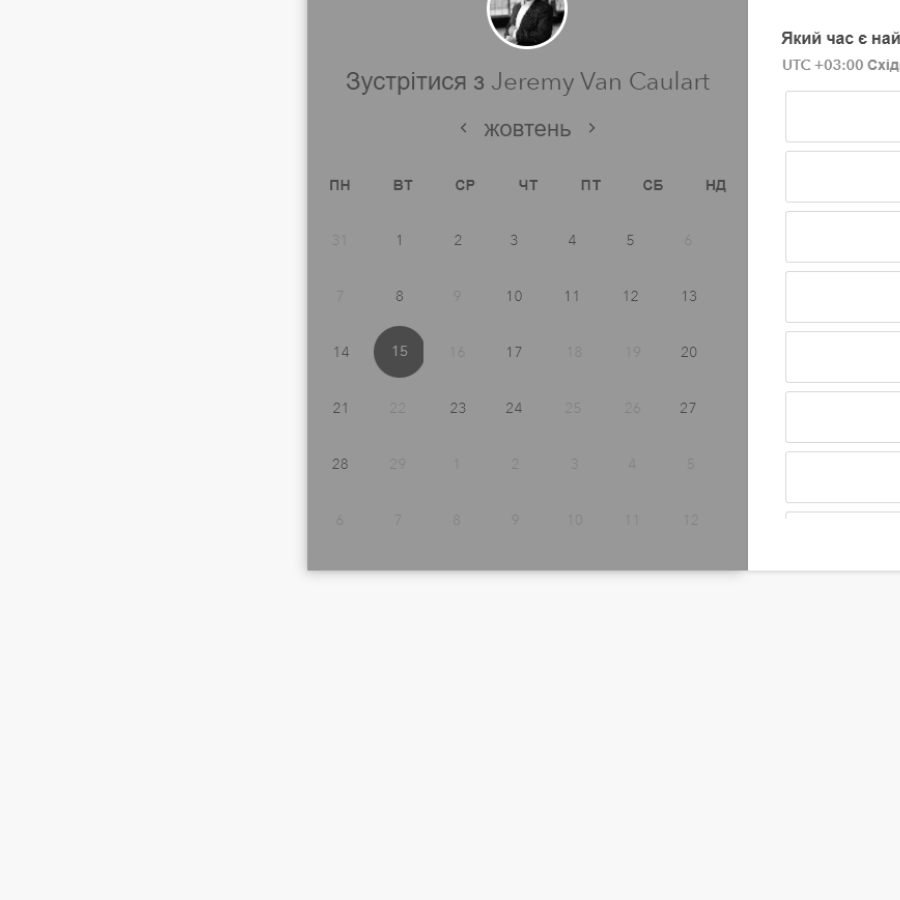 Зустрітися з Jeremy Van Caulart
жовтень
ПН ВТ СР ЧТ ПТ СБ НД
31 1 2 3 4 5 6
7 8 9 10 11 12 13
14 15 16 17 18 19 20
21 22 23 24 25 26 27
28 29 1 2 3 4 5
6 7 8 9 10 11 12
Який час є най
UTC +03:00 Схід